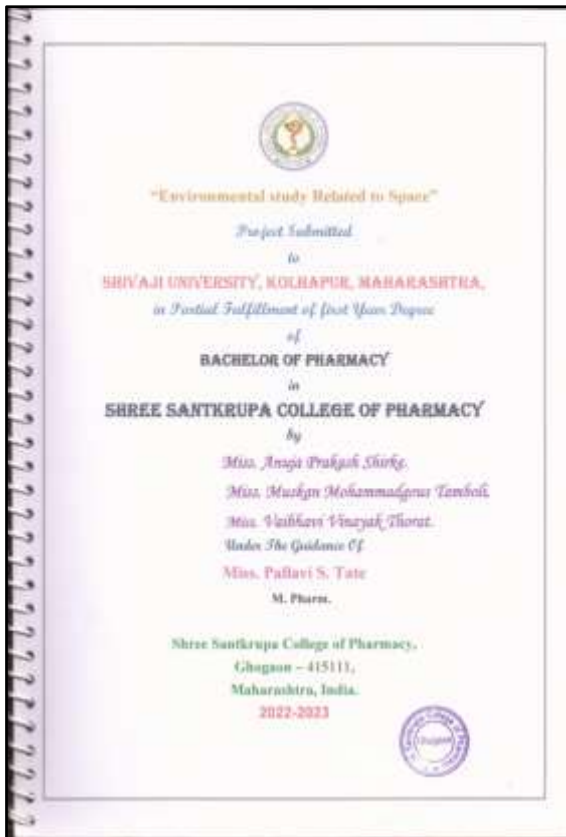 "Environmental study Related to Space"
Project Submitted
to
SHIVAJI UNIVERSITY, KOLHAPUR, MAHARASHTRA,
in Partial Fulfillment of first Year Degree
of
BACHELOR OF PHARMACY
in
SHREE SANTKRUPA COLLEGE OF PHARMACY
by
Miss. Anuja Prakash Shirke.
Miss. Muskan Mohammadgous Tamboli.
Miss. Vaibhavi Vinayak Thorat.
Under The Guidance Of
Miss. Pallavi S. Tate
M. Pharm.
Shree Santkrupa College of Pharmacy,
Ghogaon – 415111,
Maharashtra, India.
2022-2023